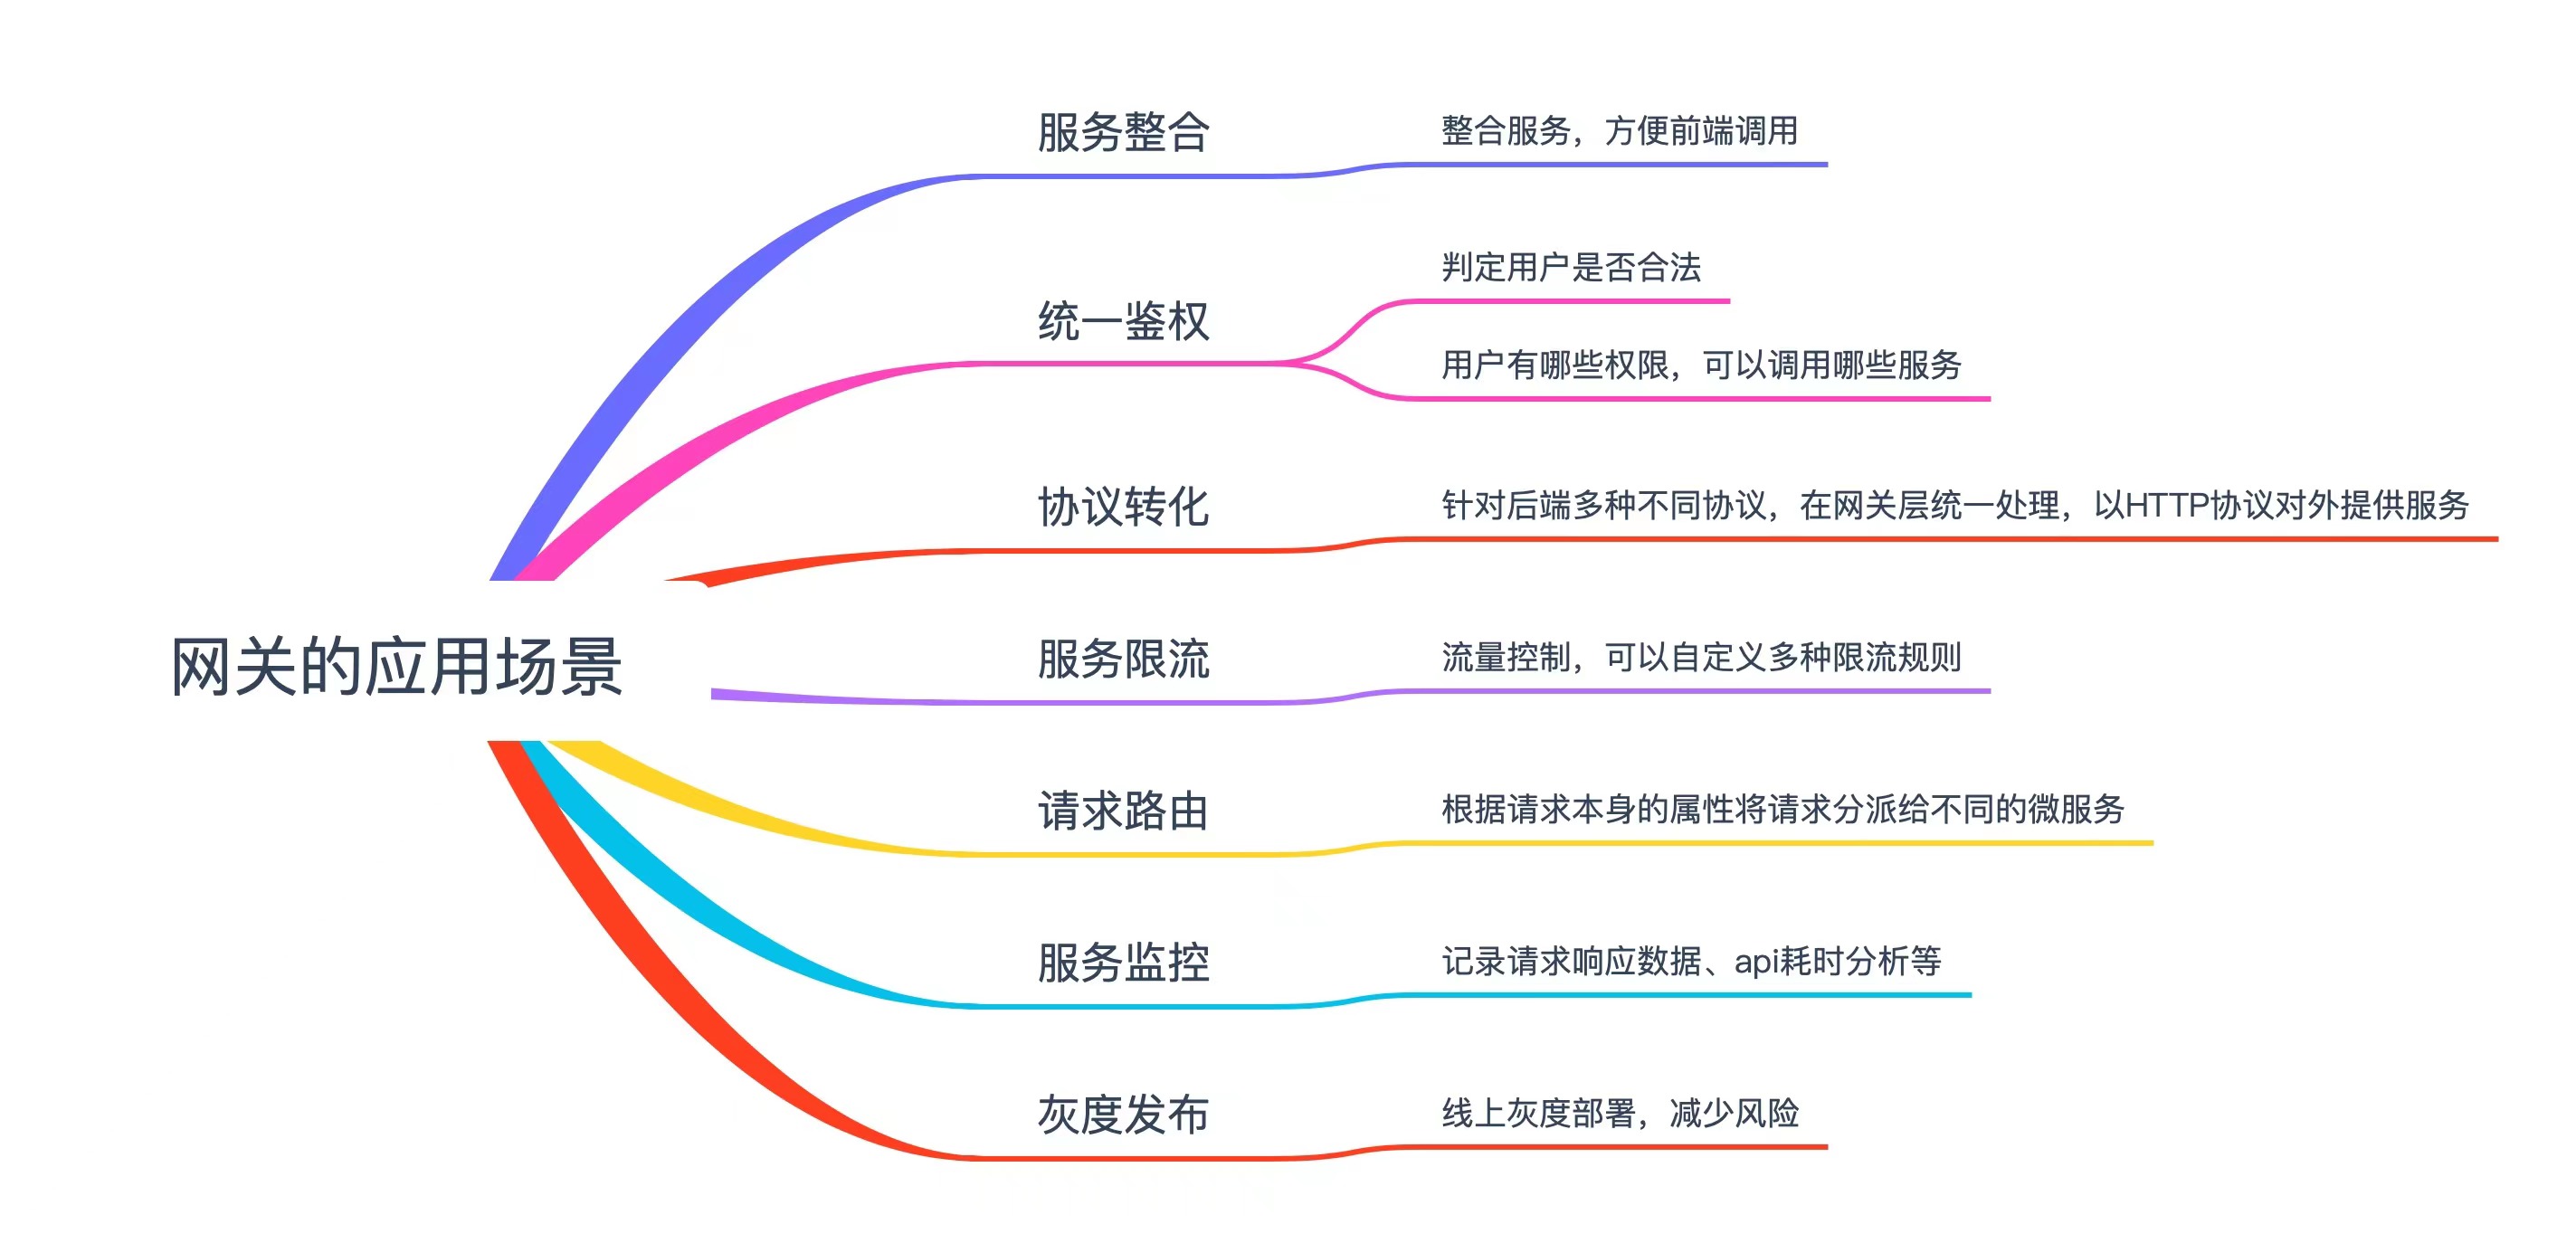 网关的应用场景
服务整合
整合服务，方便前端调用
统一鉴权
判定用户是否合法
用户有哪些权限，可以调用哪些服务
协议转化
针对后端多种不同协议，在网关层统一处理，以HTTP协议对外提供服务
服务限流
流量控制，可以自定义多种限流规则
请求路由
根据请求本身的属性将请求分派给不同的微服务
服务监控
记录请求响应数据、api耗时分析等
灰度发布
线上灰度部署，减少风险